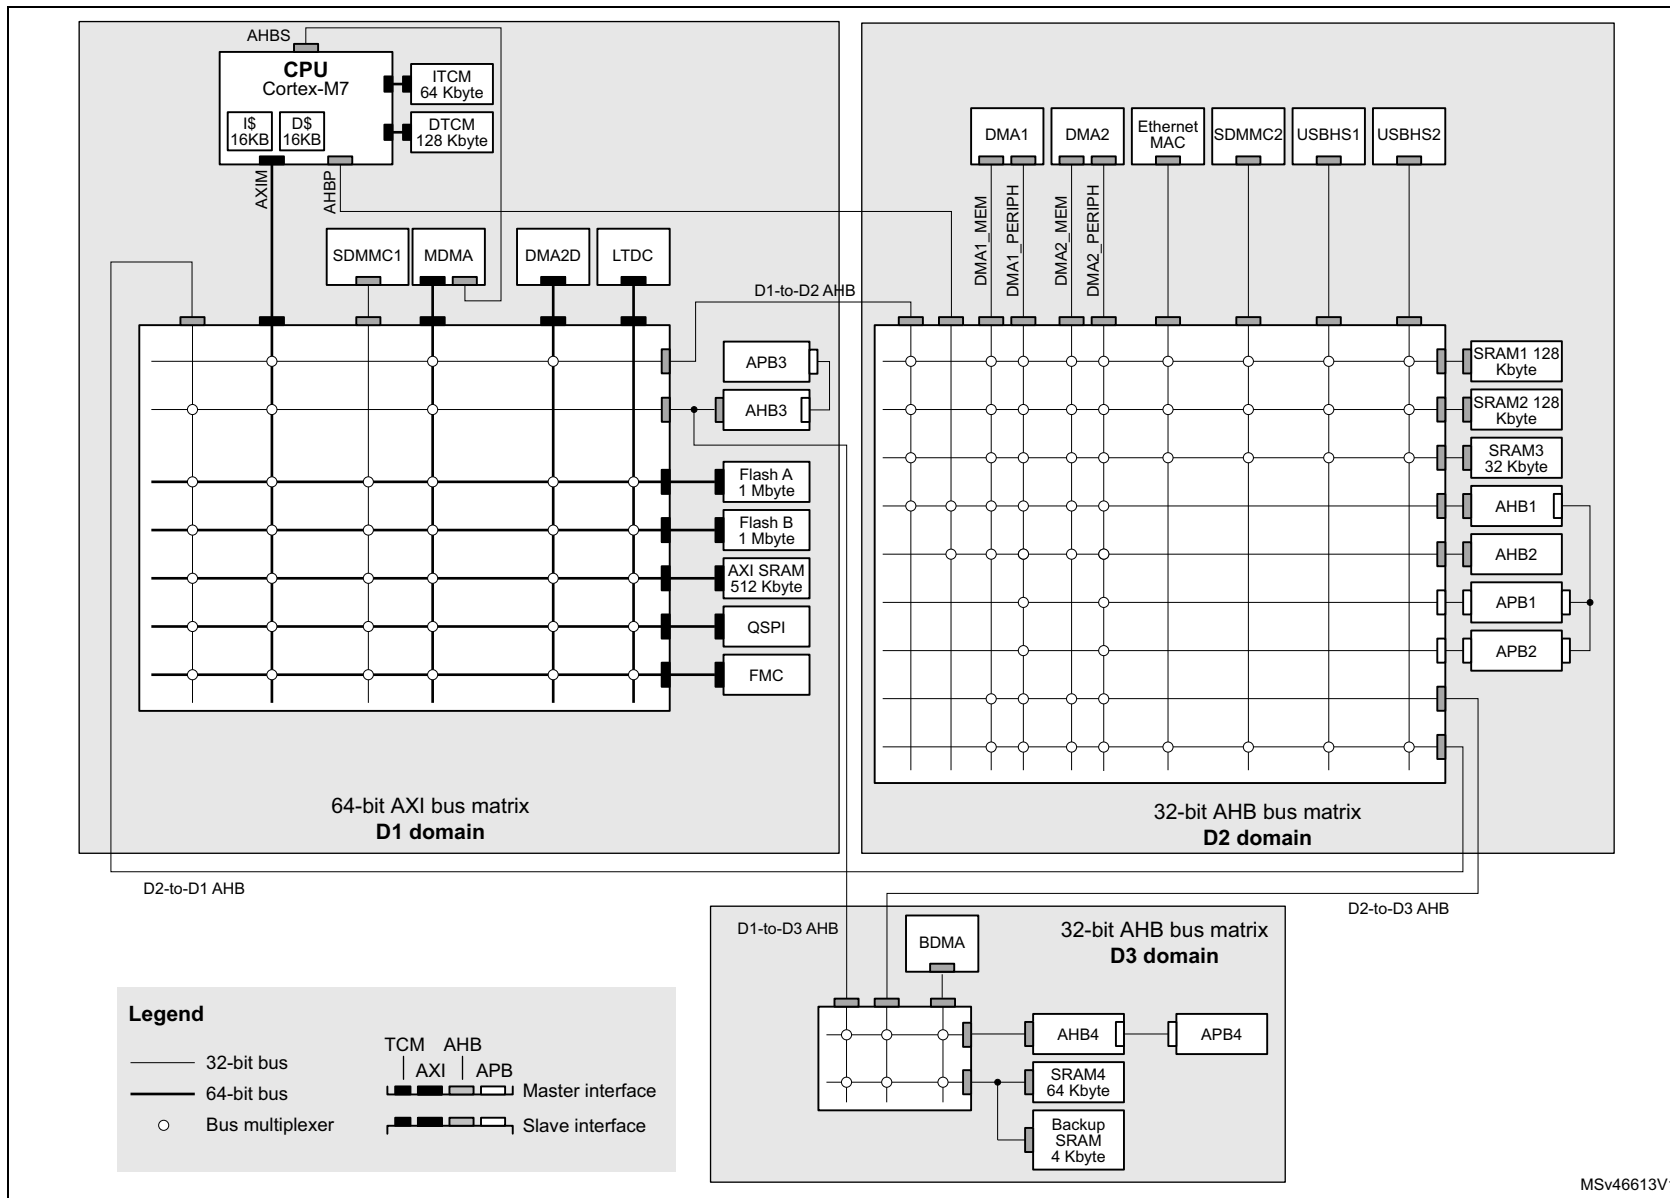 AHBS
CPU
Cortex-M7
I$
16KB
D$
16KB
ITCM
64 Kbyte
DTCM
128 Kbyte
AXIM
AHBP
SDMMC1
MDMA
DMA2D
LTDC
D1-to-D2 AHB
APB3
AHB3
Flash A
1 Mbyte
Flash B
1 Mbyte
AXI SRAM
512 Kbyte
QSPI
FMC
64-bit AXI bus matrix
D1 domain
DMA1
DMA2
Ethernet
MAC
SDMMC2
USBHS1
USBHS2
DMA1_MEM
DMA1_PERIPH
DMA2_MEM
DMA2_PERIPH
SRAM1 128
Kbyte
SRAM2 128
Kbyte
SRAM3
32 Kbyte
AHB1
AHB2
APB1
APB2
32-bit AHB bus matrix
D2 domain
D2-to-D1 AHB
D2-to-D3 AHB
D1-to-D3 AHB
BDMA
32-bit AHB bus matrix
D3 domain
AHB4
APB4
SRAM4
64 Kbyte
Backup
SRAM
4 Kbyte
Legend
32-bit bus
64-bit bus
Bus multiplexer
TCM
AHB
AXI
APB
Master interface
Slave interface